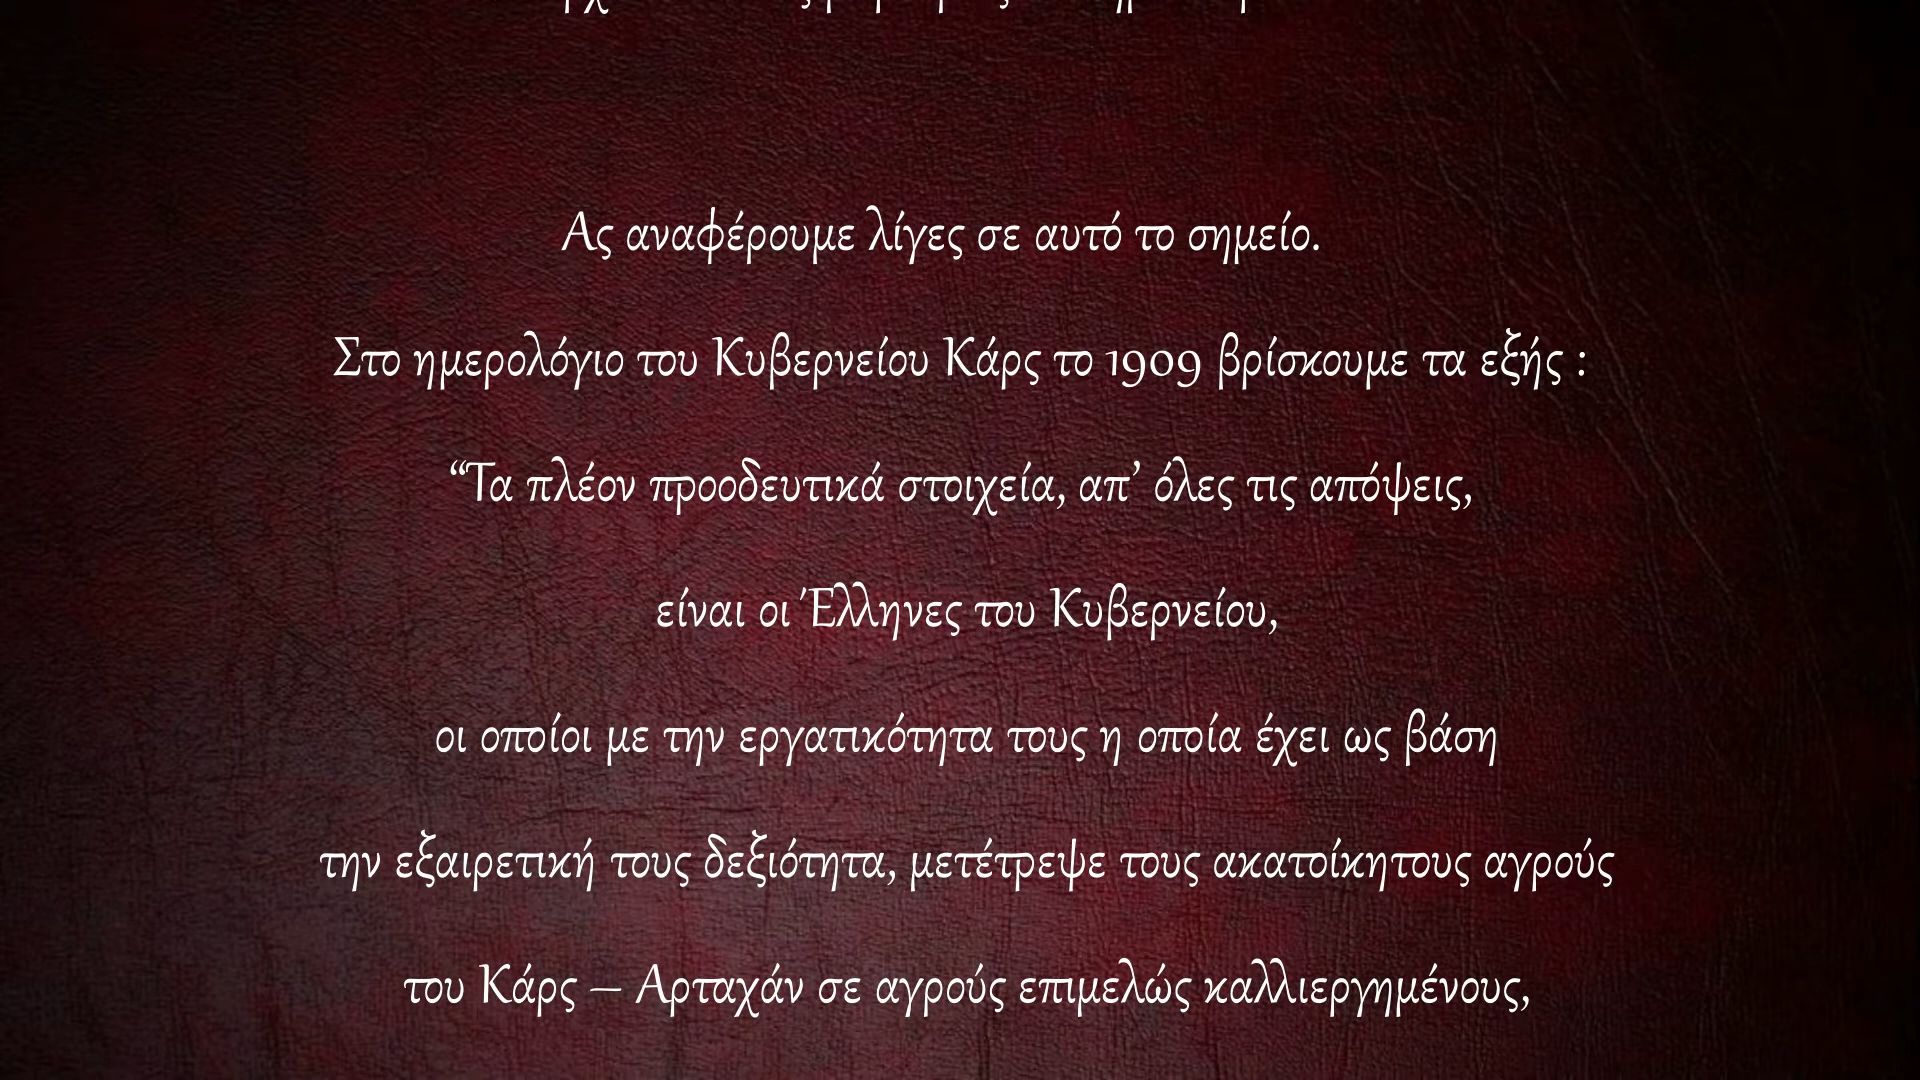 Ας αναφέρουμε λίγες σε αυτό το σημείο.
Στο ημερολόγιο του Κυβερνείου Κάρς το 1909 βρίσκουμε τα εξής :
“Τα πλέον προοδευτικά στοιχεία, απ’ όλες τις απόψεις,
είναι οι Έλληνες του Κυβερνείου,
οι οποίοι με την εργατικότητα τους η οποία έχει ως βάση
την εξαιρετική τους δεξιότητα, μετέτρεψε τους ακατοίκητους αγρούς
του Κάρς – Αρταχάν σε αγρούς επιμελώς καλλιεργημένους,